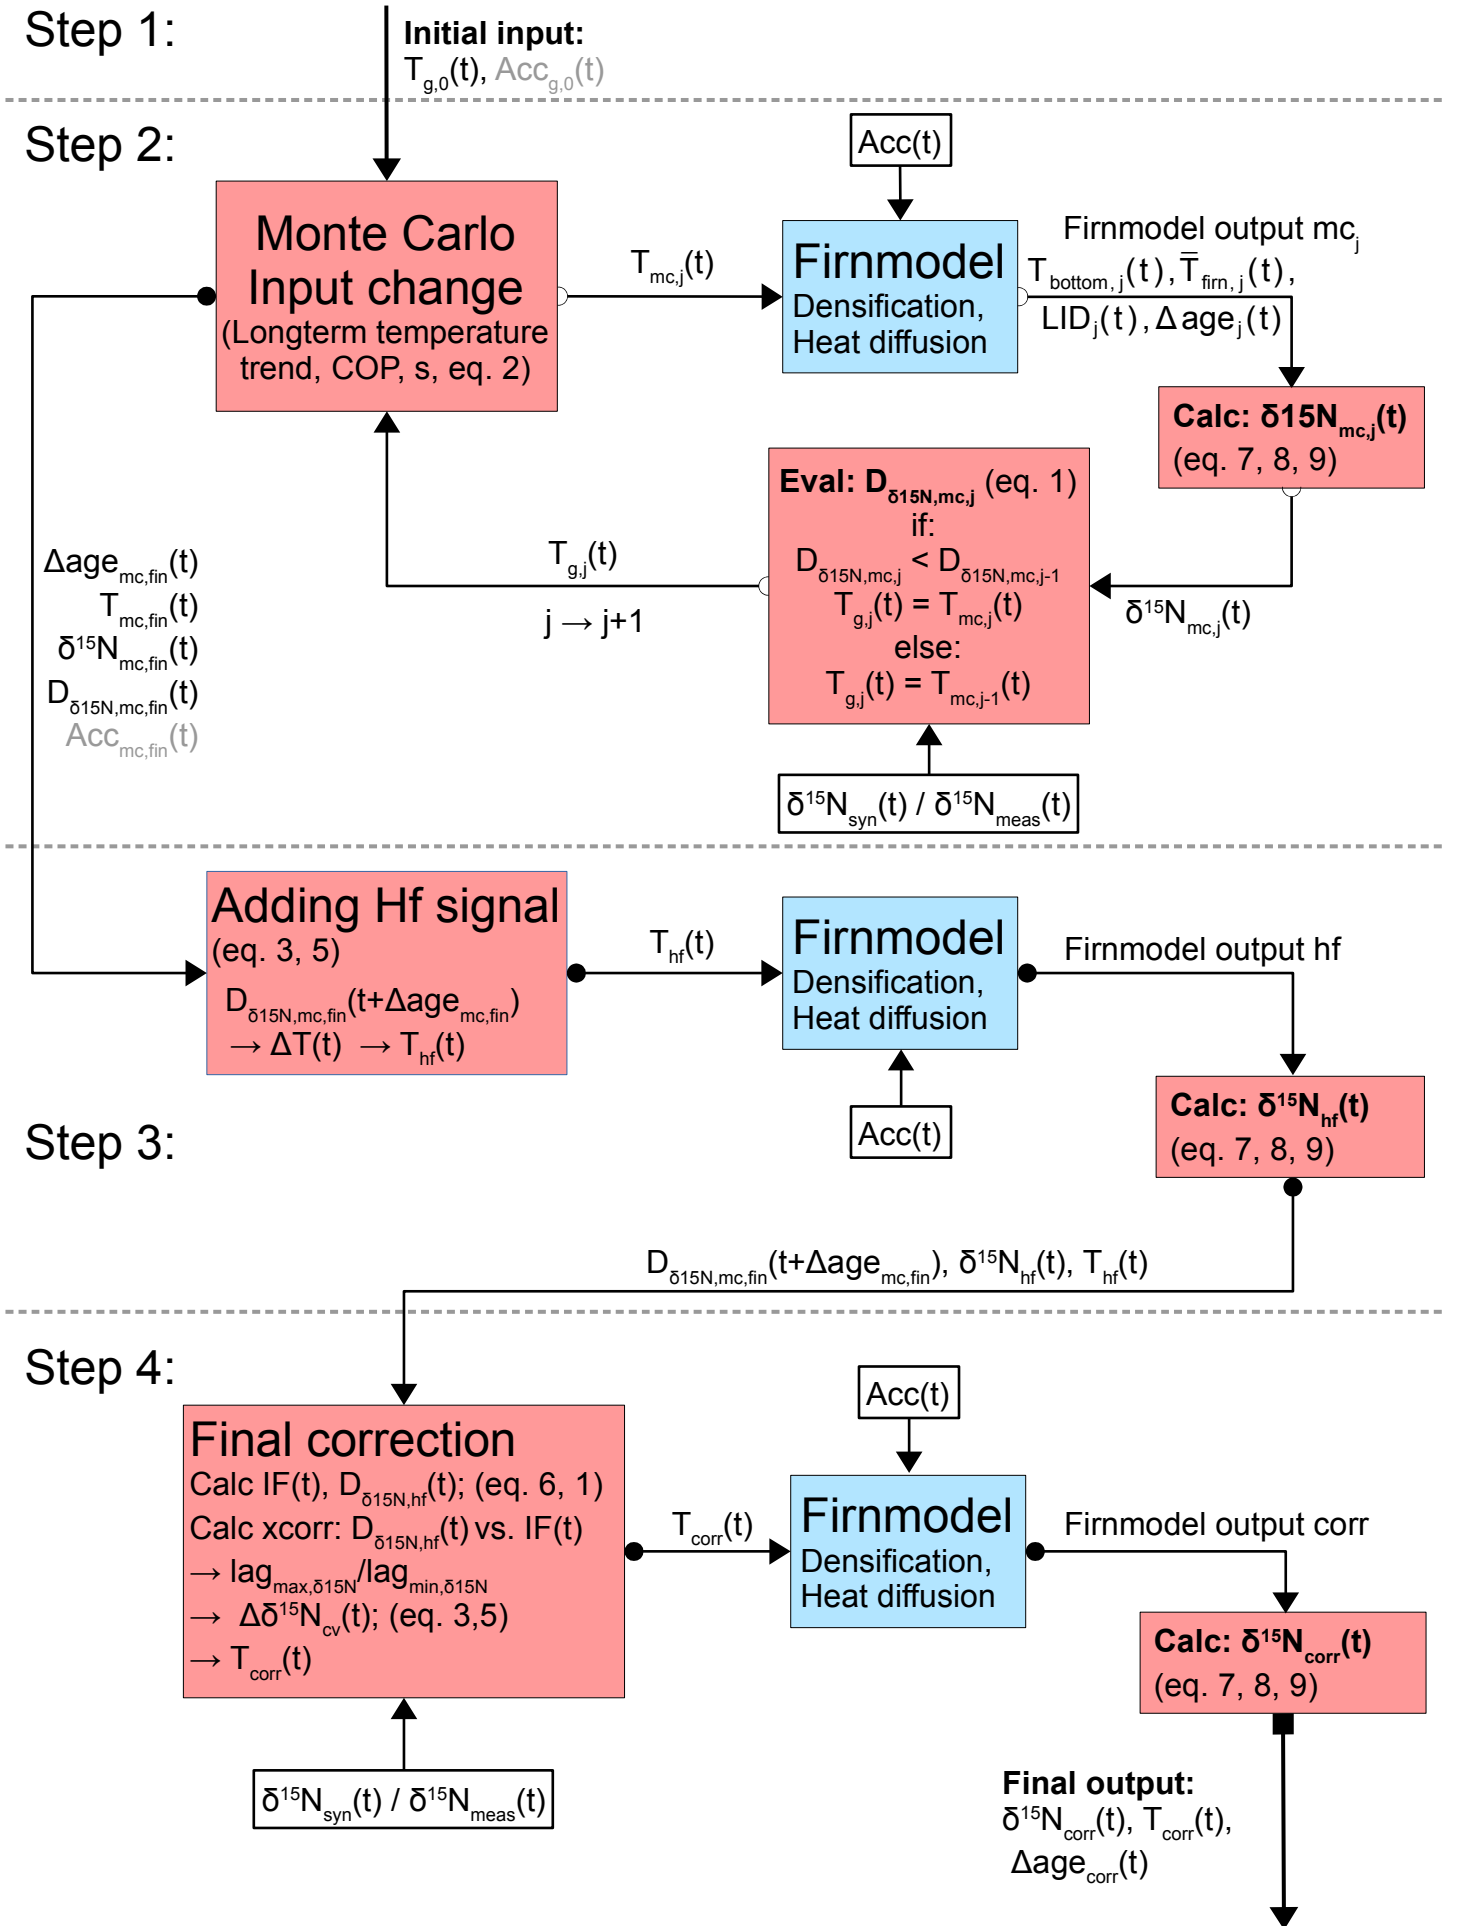 Step 1:
Initial input:
T_g,0(t), Acc_g,0(t)
Step 2:
Acc(t)
Monte Carlo
Input change
(Longterm temperature
trend, COP, s, eq. 2)
T_mc,j(t)
Firnmodel
Densification,
Heat diffusion
Firnmodel output mc_j
T_bottom, j(t), T̿_firn, j(t),
LID_j(t), Δage_j(t)
Calc: δ15N_mc,j(t)
(eq. 7, 8, 9)
δ¹⁵N_mc,j(t)
Eval: D_δ15N,mc,j (eq. 1)
if:
D_δ15N,mc,j < D_δ15N,mc,j-1
T_g,j(t) = T_mc,j(t)
else:
T_g,j(t) = T_mc,j-1(t)
T_g,j(t)
j → j+1
δ¹⁵N_syn(t) / δ¹⁵N_meas(t)
Δage_mc,fin(t)
T_mc,fin(t)
δ¹⁵N_mc,fin(t)
D_δ15N,mc,fin(t)
Acc_mc,fin(t)
Adding Hf signal
(eq. 3, 5)
D_δ15N,mc,fin(t+Δage_mc,fin)
→ ΔT(t) → T_hf(t)
T_hf(t)
Firnmodel
Densification,
Heat diffusion
Acc(t)
Firnmodel output hf
Calc: δ¹⁵N_hf(t)
(eq. 7, 8, 9)
Step 3:
D_δ15N,mc,fin(t+Δage_mc,fin), δ¹⁵N_hf(t), T_hf(t)
Step 4:
Acc(t)
Final correction
Calc IF(t), D_δ15N,hf(t); (eq. 6, 1)
Calc xcorr: D_δ15N,hf(t) vs. IF(t)
→ lag_max,δ15N/lag_min,δ15N
→ Δδ¹⁵N_cv(t); (eq. 3,5)
→ T_corr(t)
T_corr(t)
Firnmodel
Densification,
Heat diffusion
Firnmodel output corr
Calc: δ¹⁵N_corr(t)
(eq. 7, 8, 9)
δ¹⁵N_syn(t) / δ¹⁵N_meas(t)
Final output:
δ¹⁵N_corr(t), T_corr(t),
Δage_corr(t)